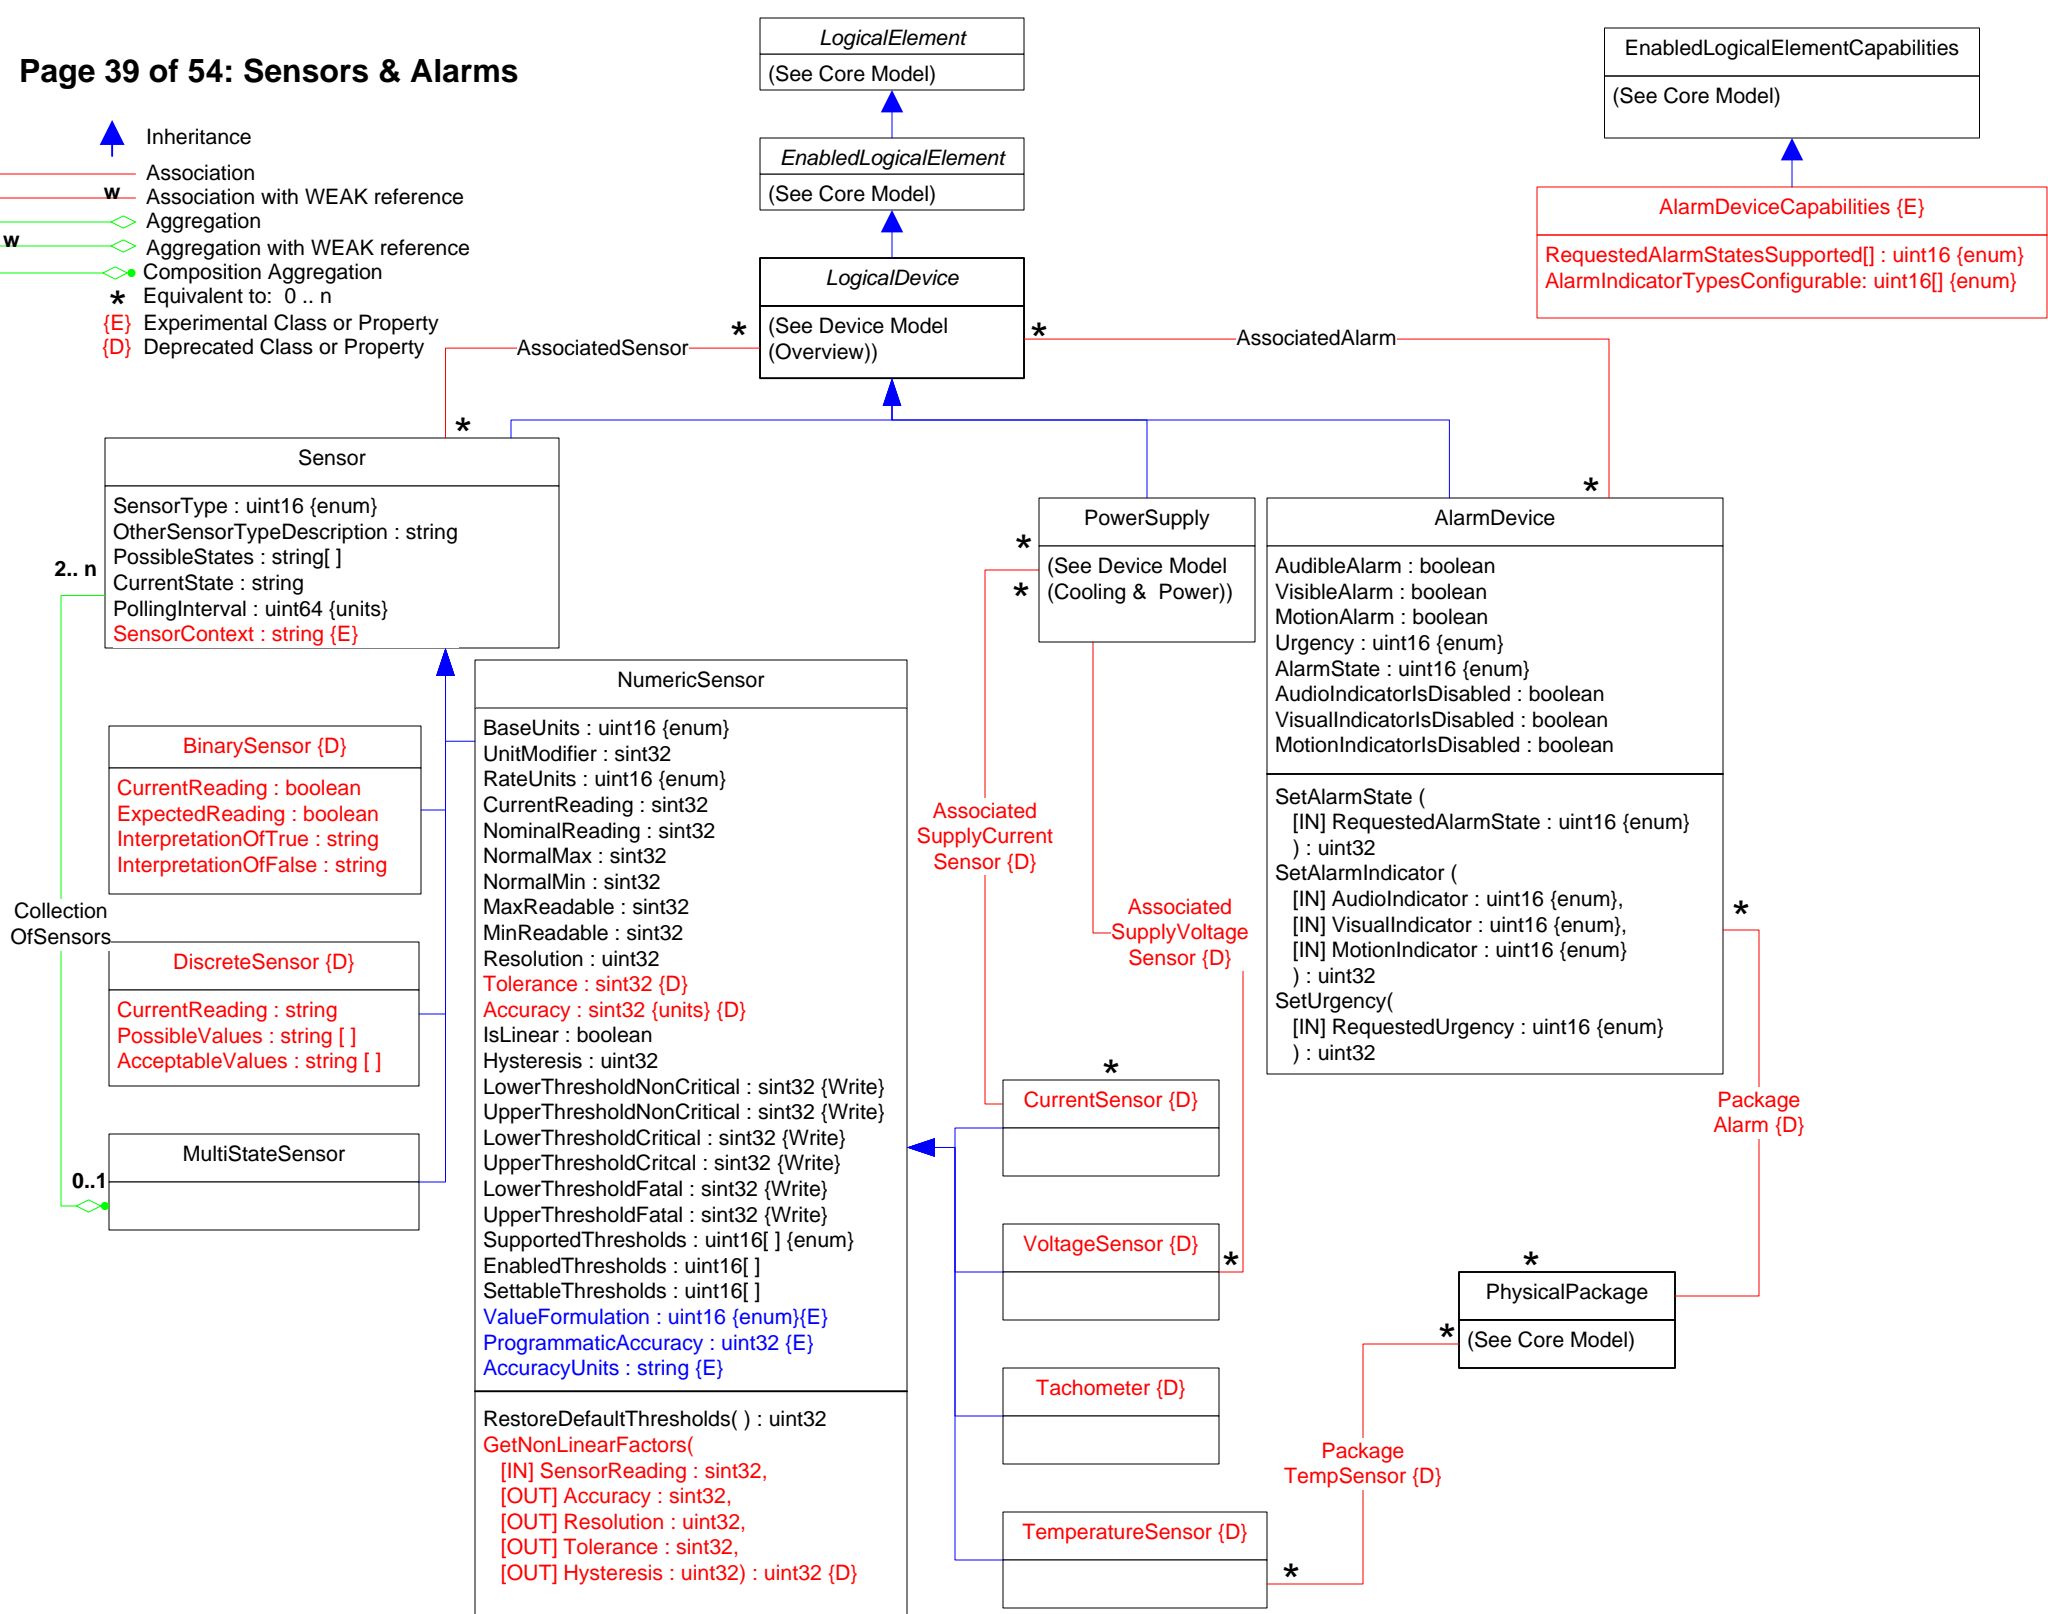 Page 39 of 54: Sensors & Alarms
Inheritance
Association
w
Association with WEAK reference
Aggregation
w
Aggregation with WEAK reference
Composition Aggregation
* Equivalent to: 0 .. n
{E} Experimental Class or Property
{D} Deprecated Class or Property
LogicalElement
(See Core Model)
EnabledLogicalElement
(See Core Model)
LogicalDevice
(See Device Model
(Overview))
*
*
AssociatedSensor
AssociatedAlarm
*
*
EnabledLogicalElementCapabilities
(See Core Model)
AlarmDeviceCapabilities {E}
RequestedAlarmStatesSupported[] : uint16 {enum}
AlarmIndicatorTypesConfigurable: uint16[] {enum}
Sensor
SensorType : uint16 {enum}
OtherSensorTypeDescription : string
PossibleStates : string[ ]
CurrentState : string
PollingInterval : uint64 {units}
SensorContext : string {E}
2.. n
Collection
OfSensors
0..1
BinarySensor {D}
CurrentReading : boolean
ExpectedReading : boolean
InterpretationOfTrue : string
InterpretationOfFalse : string
DiscreteSensor {D}
CurrentReading : string
PossibleValues : string [ ]
AcceptableValues : string [ ]
MultiStateSensor
NumericSensor
BaseUnits : uint16 {enum}
UnitModifier : sint32
RateUnits : uint16 {enum}
CurrentReading : sint32
NominalReading : sint32
NormalMax : sint32
NormalMin : sint32
MaxReadable : sint32
MinReadable : sint32
Resolution : uint32
Tolerance : sint32 {D}
Accuracy : sint32 {units} {D}
IsLinear : boolean
Hysteresis : uint32
LowerThresholdNonCritical : sint32 {Write}
UpperThresholdNonCritical : sint32 {Write}
LowerThresholdCritical : sint32 {Write}
UpperThresholdCritcal : sint32 {Write}
LowerThresholdFatal : sint32 {Write}
UpperThresholdFatal : sint32 {Write}
SupportedThresholds : uint16[ ] {enum}
EnabledThresholds : uint16[ ]
SettableThresholds : uint16[ ]
ValueFormulation : uint16 {enum}{E}
ProgrammaticAccuracy : uint32 {E}
AccuracyUnits : string {E}
RestoreDefaultThresholds( ) : uint32
GetNonLinearFactors(
[IN] SensorReading : sint32,
[OUT] Accuracy : sint32,
[OUT] Resolution : uint32,
[OUT] Tolerance : sint32,
[OUT] Hysteresis : uint32) : uint32 {D}
PowerSupply
(See Device Model
(Cooling &  Power))
*
*
Associated
SupplyCurrent
Sensor {D}
Associated
SupplyVoltage
Sensor {D}
AlarmDevice
AudibleAlarm : boolean
VisibleAlarm : boolean
MotionAlarm : boolean
Urgency : uint16 {enum}
AlarmState : uint16 {enum}
AudioIndicatorIsDisabled : boolean
VisualIndicatorIsDisabled : boolean
MotionIndicatorIsDisabled : boolean
SetAlarmState (
[IN] RequestedAlarmState : uint16 {enum}
) : uint32
SetAlarmIndicator (
[IN] AudioIndicator : uint16 {enum},
[IN] VisualIndicator : uint16 {enum},
[IN] MotionIndicator : uint16 {enum}
) : uint32
SetUrgency(
[IN] RequestedUrgency : uint16 {enum}
) : uint32
*
Package
Alarm {D}
*
CurrentSensor {D}
VoltageSensor {D}
*
Tachometer {D}
TemperatureSensor {D}
*
Package
TempSensor {D}
*
PhysicalPackage
(See Core Model)
*